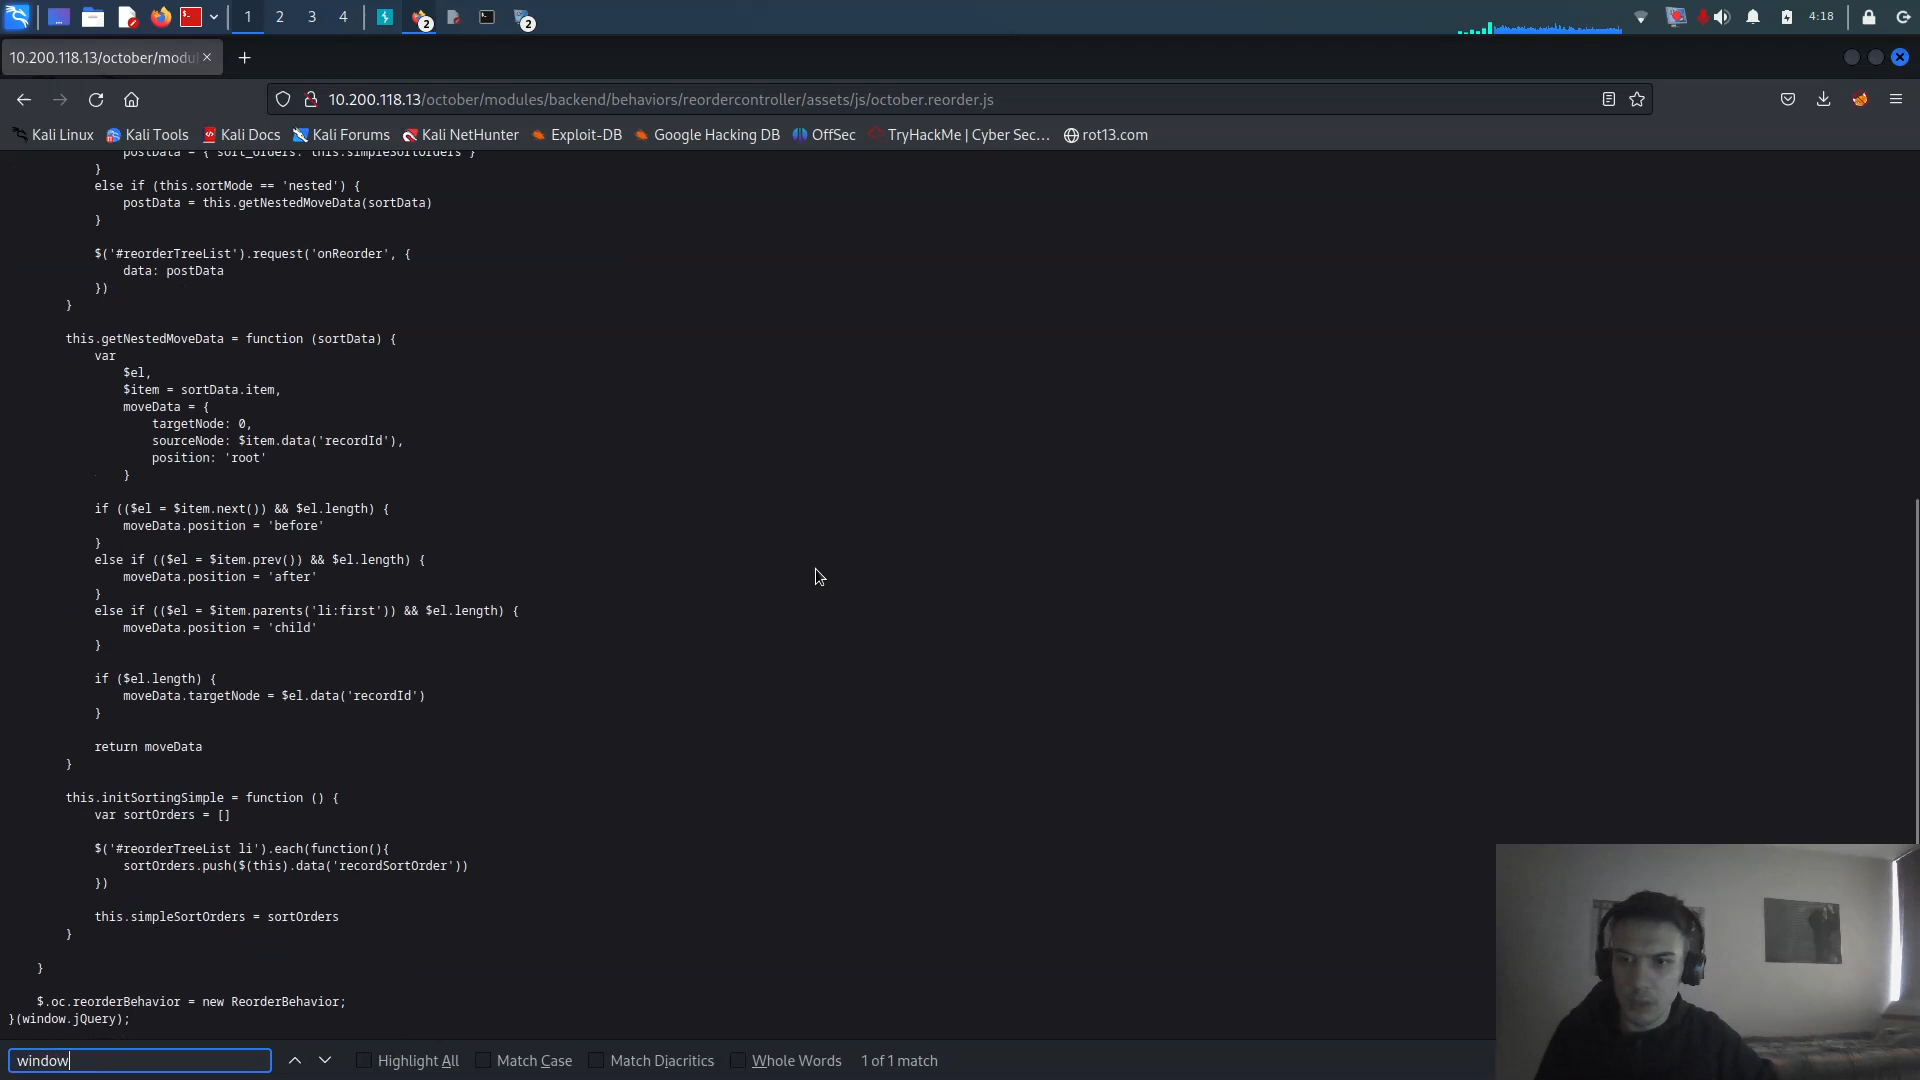 1 2 3 4 2 2 4:18
10.200.118.13/october/modu
10.200.118.13/october/modules/backend/behaviors/reordercontroller/assets/js/october.reorder.js
Kali Linux Kali Tools Kali Docs Kali Forums Kali NetHunter Exploit-DB Google Hacking DB OffSec TryHackMe | Cyber Sec... rot13.com
postData = { sort_orders: this.simpleSortOrders }
}
else if (this.sortMode == 'nested') {
postData = this.getNestedMoveData(sortData)
}
$('#reorderTreeList').request('onReorder', {
data: postData
})
}
this.getNestedMoveData = function (sortData) {
var
$el,
$item = sortData.item,
moveData = {
targetNode: 0,
sourceNode: $item.data('recordId'),
position: 'root'
}
if (($el = $item.next()) && $el.length) {
moveData.position = 'before'
}
else if (($el = $item.prev()) && $el.length) {
moveData.position = 'after'
}
else if (($el = $item.parents('li:first')) && $el.length) {
moveData.position = 'child'
}
if ($el.length) {
moveData.targetNode = $el.data('recordId')
}
return moveData
}
this.initSortingSimple = function () {
var sortOrders = []
$('#reorderTreeList li').each(function(){
sortOrders.push($(this).data('recordSortOrder'))
})
this.simpleSortOrders = sortOrders
}
}
$.oc.reorderBehavior = new ReorderBehavior;
}(window.jQuery);
window Highlight All Match Case Match Diacritics Whole Words 1 of 1 match